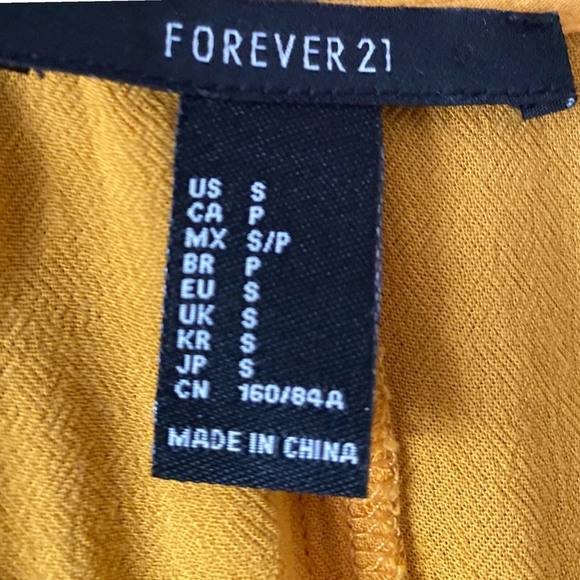 FOREVER 21
US S
CA P
MX S/P
BR P
EU S
UK S
KR S
JP S
CN 160/84A
MADE IN CHINA